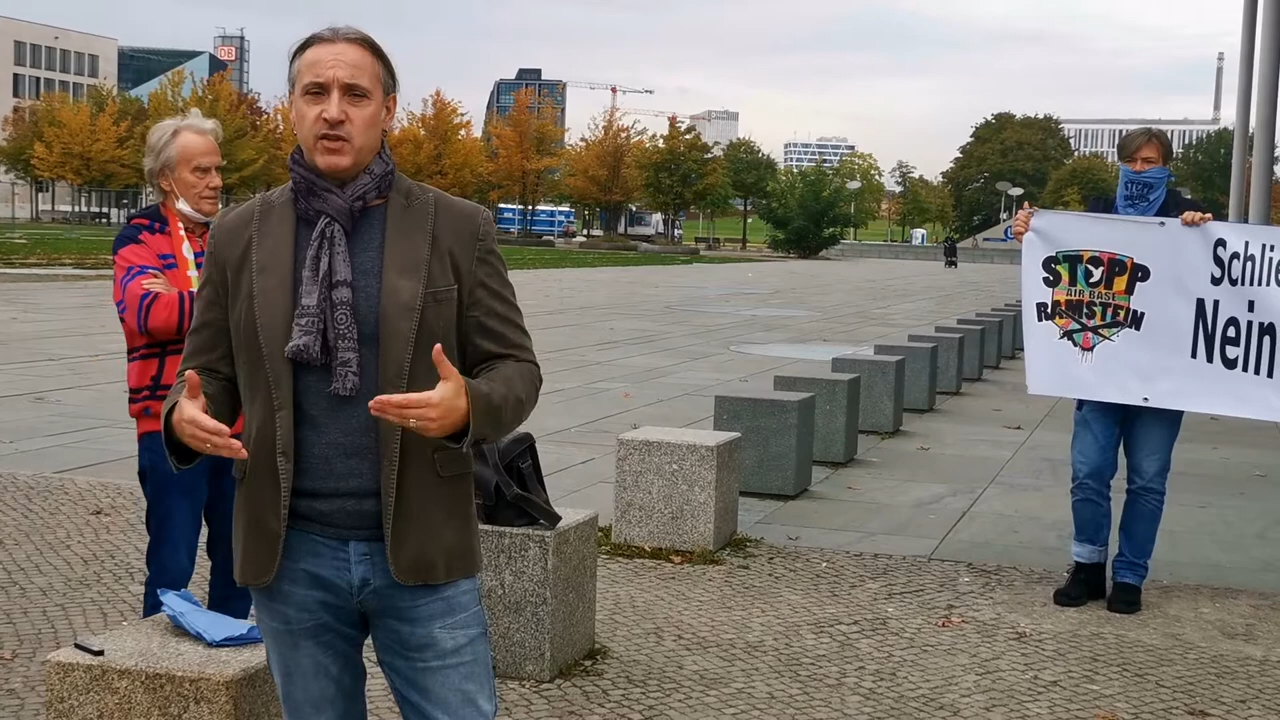 DB
STOPP
AIR BASE
RAMSTEIN
Schlie
Nein